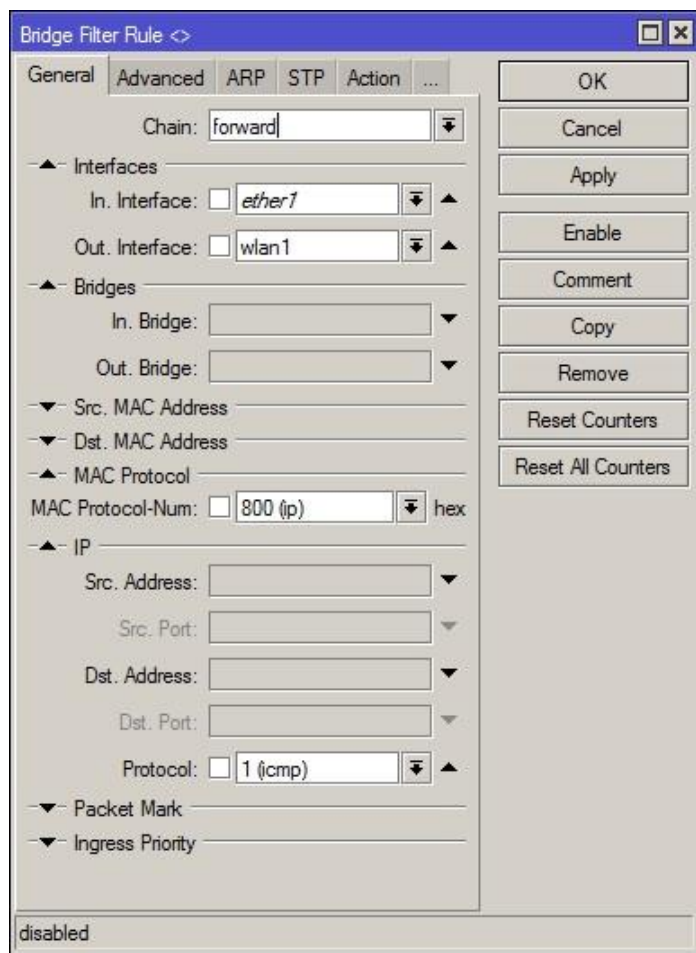 Bridge Filter Rule <>
General Advanced ARP STP Action ...
Chain: forward
Interfaces
In. Interface: ether1
Out. Interface: wlan1
Bridges
In. Bridge:
Out. Bridge:
Src. MAC Address
Dst. MAC Address
MAC Protocol
MAC Protocol-Num: 800 (ip) hex
IP
Src. Address:
Src. Port:
Dst. Address:
Dst. Port:
Protocol: 1 (icmp)
Packet Mark
Ingress Priority
OK
Cancel
Apply
Enable
Comment
Copy
Remove
Reset Counters
Reset All Counters
disabled